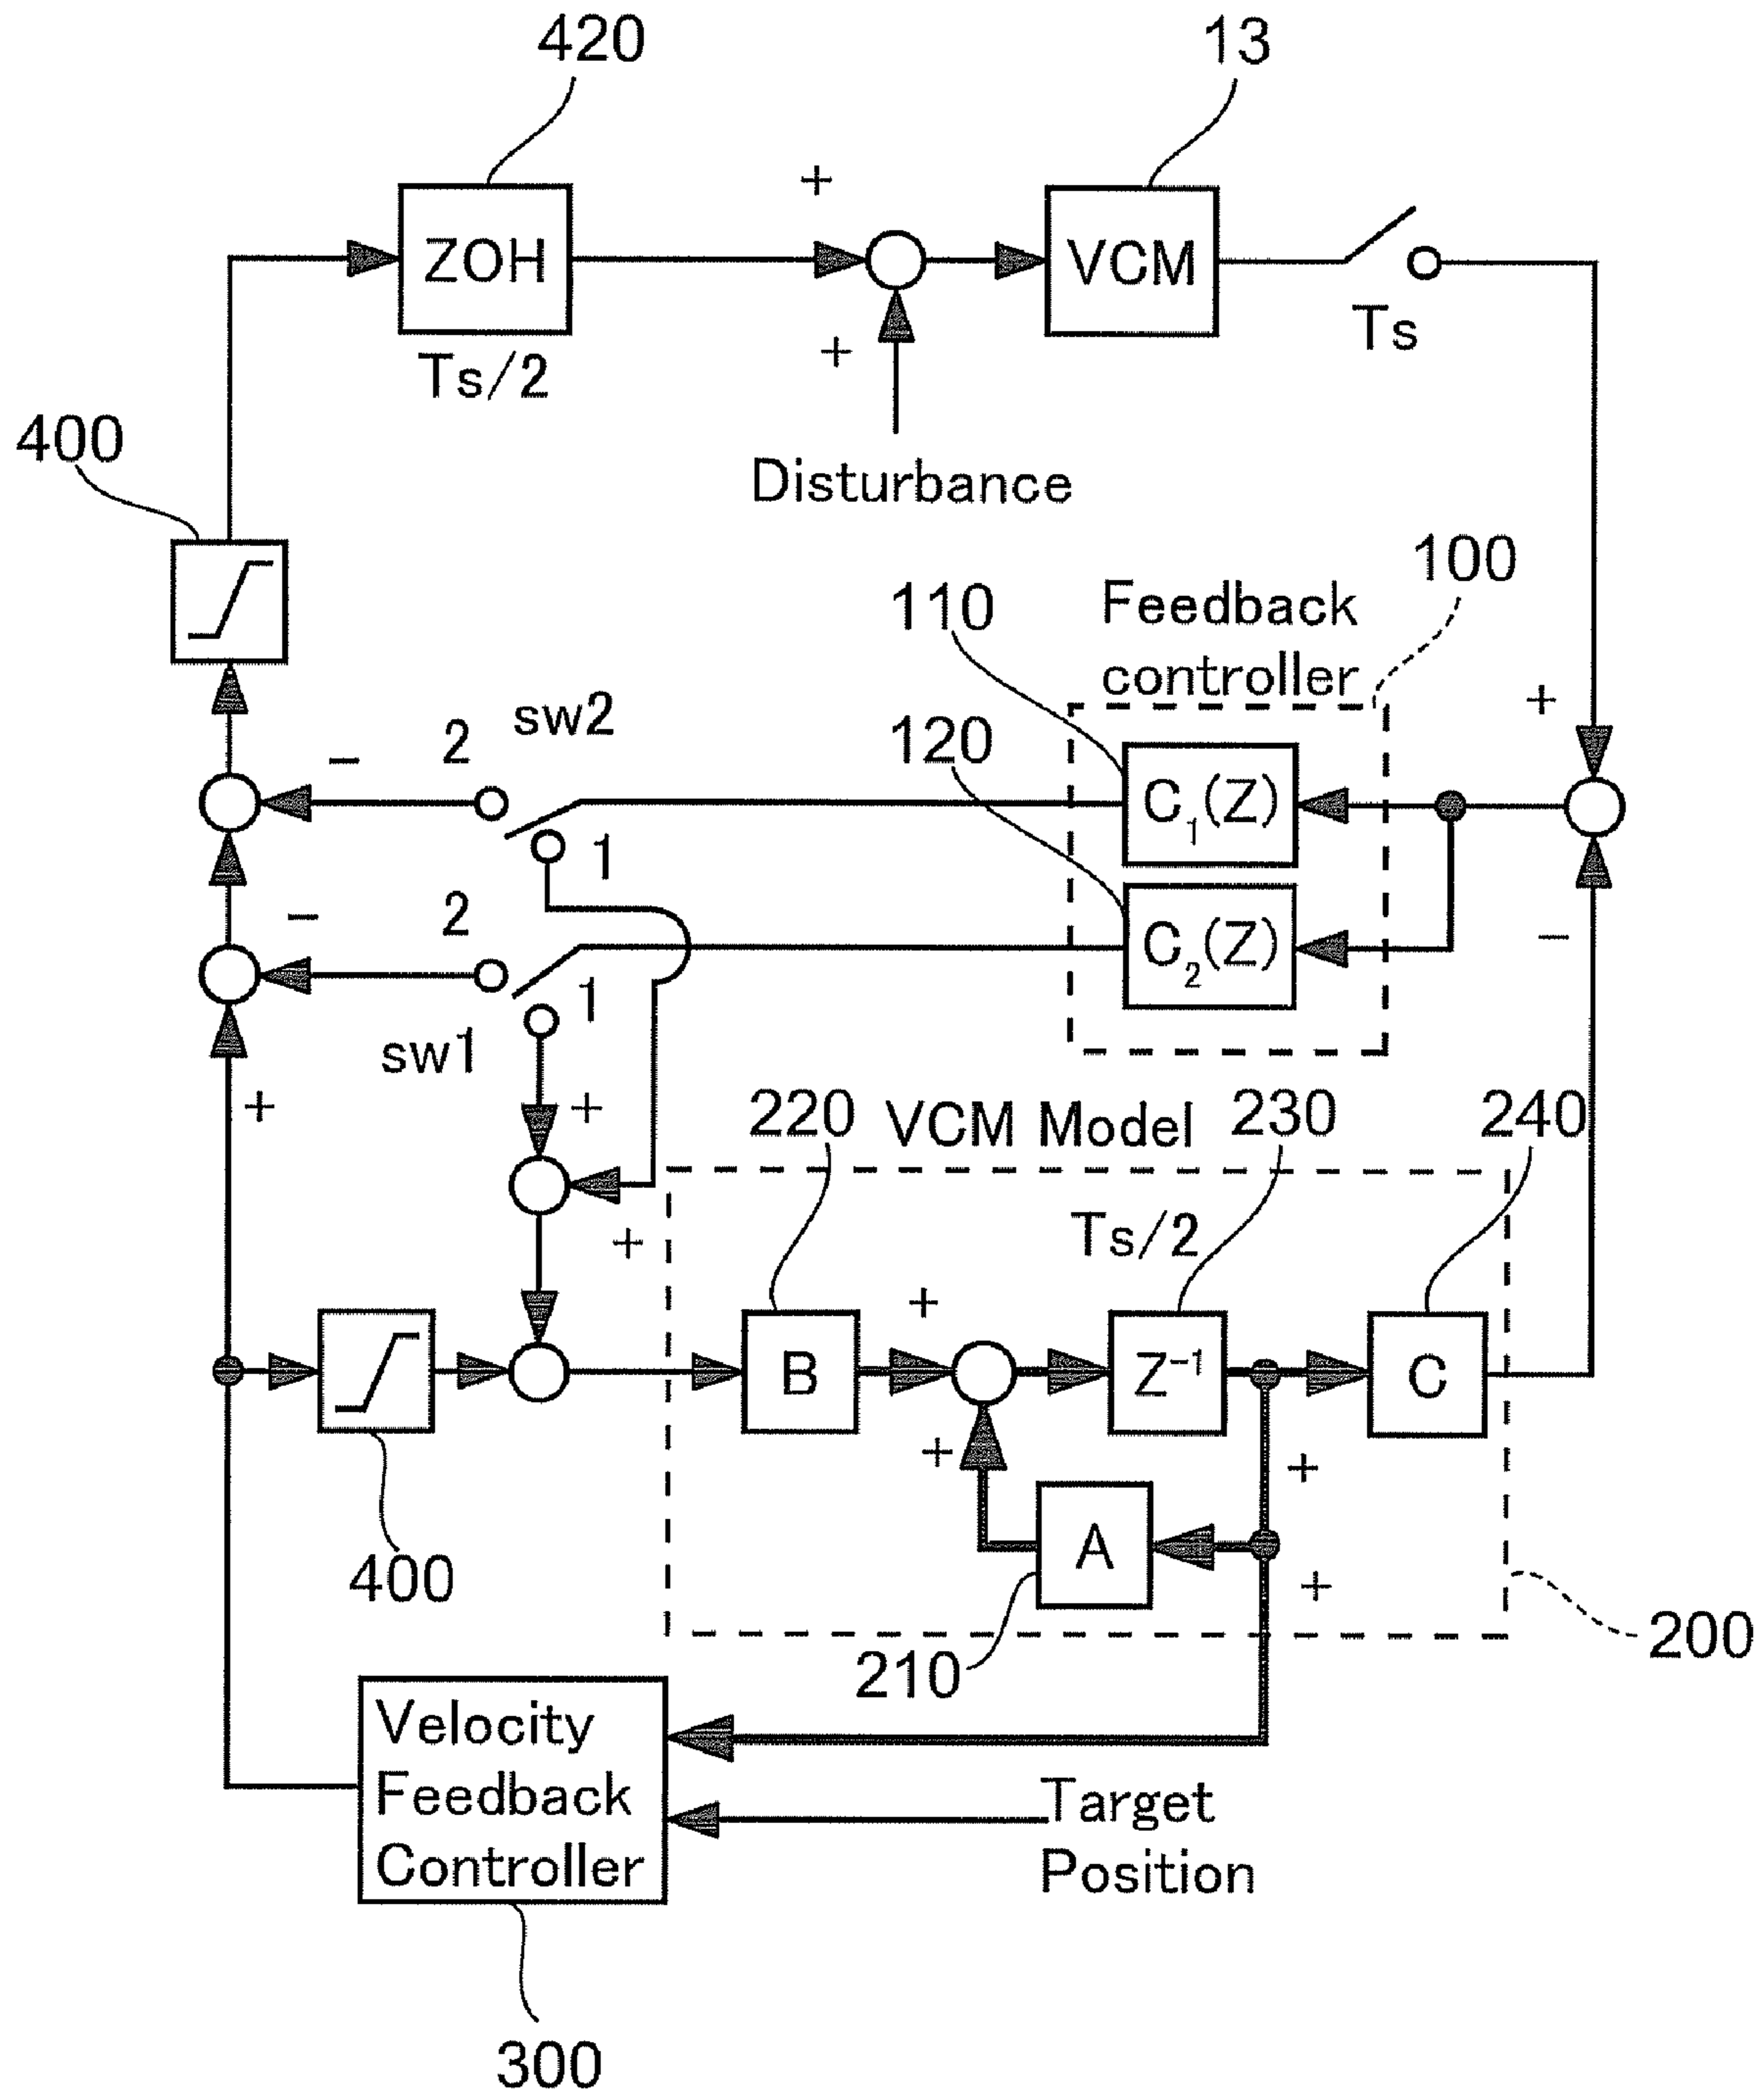 420
13
+
ZOH
VCM
Ts/2
+
Ts
400
Disturbance
100
110
Feedback
controller
+
120
sw2
2
−
C1(Z)
1
2
−
C2(Z)
−
1
sw1
+
+
220
VCM Model
230
240
+
Ts/2
+
B
Z−1
C
+
+
A
400
+
200
210
Velocity
Feedback
Controller
Target
Position
300